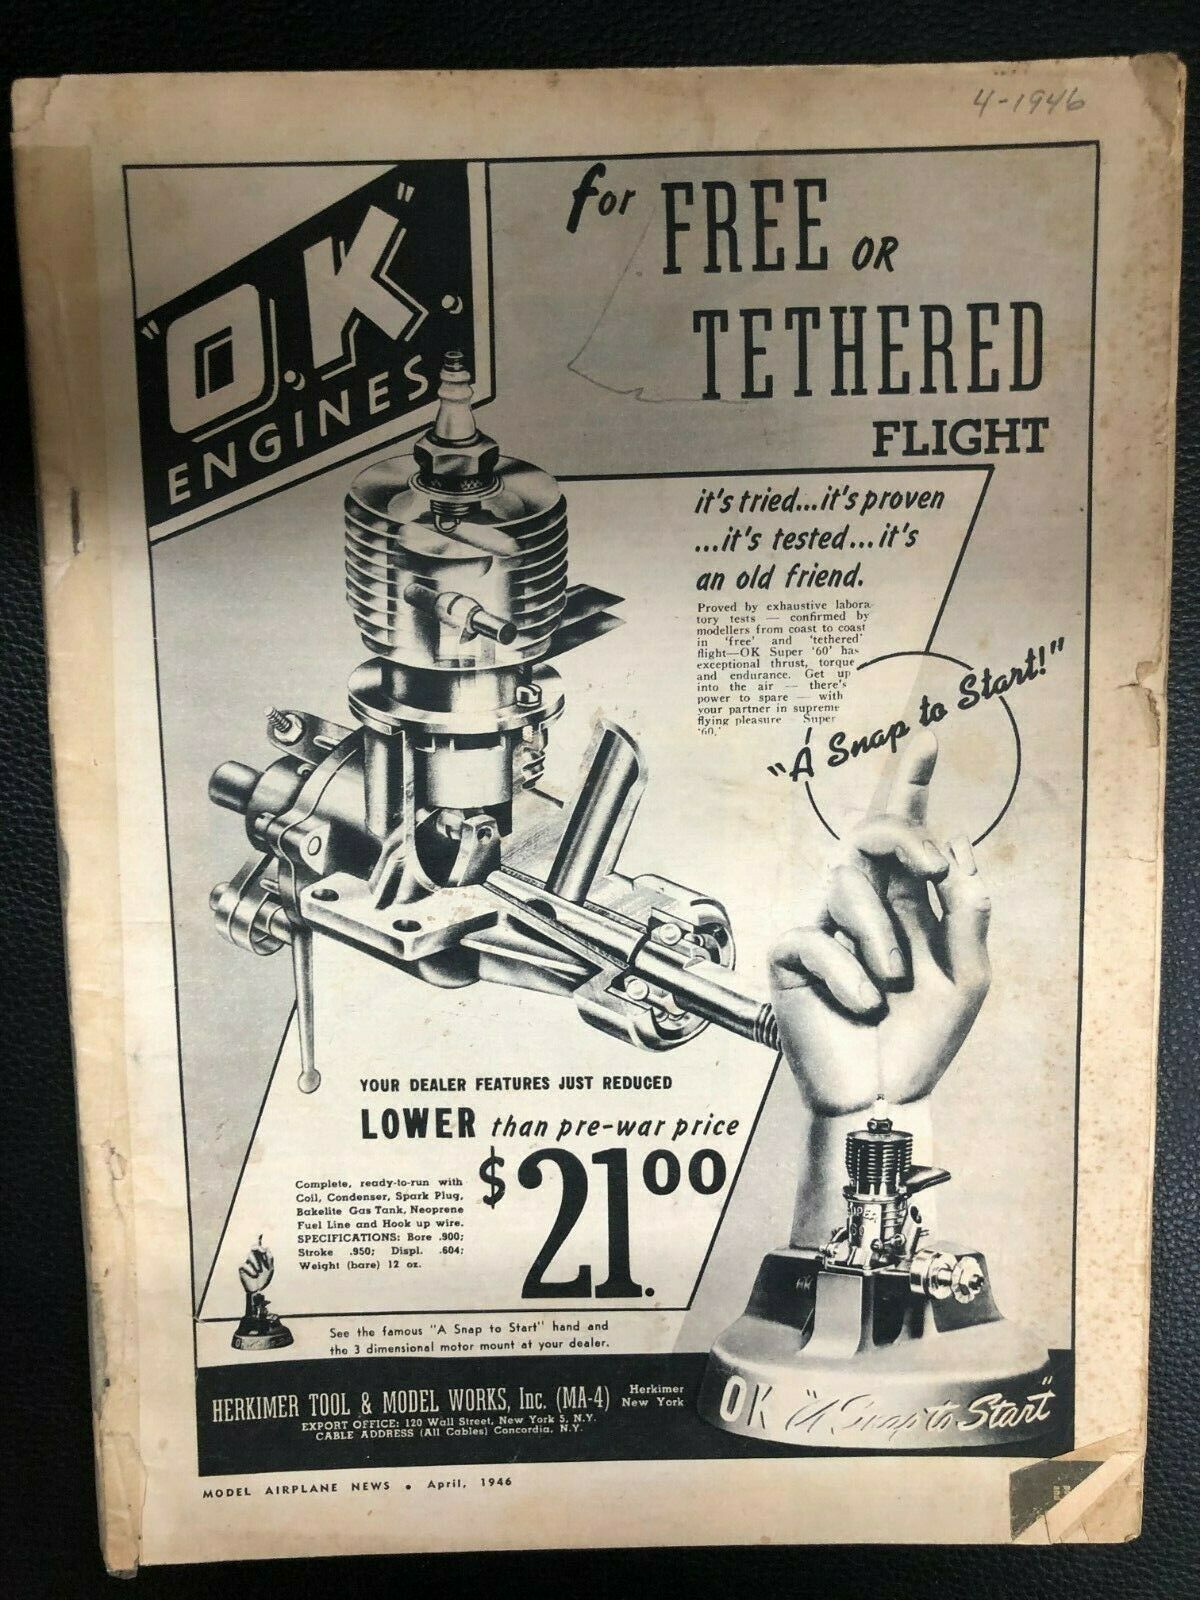 4-1946
"O.K."
ENGINES
for FREE OR
TETHERED
FLIGHT
it's tried...it's proven
...it's tested...it's
an old friend.
Proved by exhaustive labora-
tory tests — confirmed by
modellers from coast to coast
in 'free' and 'tethered'
flight—OK Super '60' has
exceptional thrust, torque
and endurance. Get up
into the air — there's
power to spare — with
your partner in supreme
flying pleasure Super
'60.'
"A Snap to Start!"
YOUR DEALER FEATURES JUST REDUCED
LOWER than pre-war price
$21.00
Complete, ready-to-run with
Coil, Condenser, Spark Plug,
Bakelite Gas Tank, Neoprene
Fuel Line and Hook up wire.
SPECIFICATIONS: Bore .900;
Stroke .950; Displ. .604;
Weight (bare) 12 oz.
SUPER
60
See the famous "A Snap to Start" hand and
the 3 dimensional motor mount at your dealer.
HERKIMER TOOL & MODEL WORKS, Inc. (MA-4) Herkimer
New York
EXPORT OFFICE: 120 Wall Street, New York 5, N.Y.
CABLE ADDRESS (All Cables) Concordia, N.Y.
OK "A Snap to Start"
MODEL AIRPLANE NEWS • April, 1946